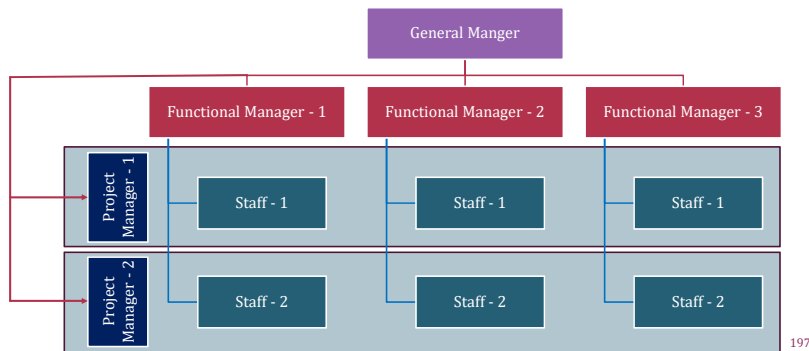 General Manger
Functional Manager - 1
Functional Manager - 2
Functional Manager - 3
Project
Manager - 1
Staff - 1
Staff - 1
Staff - 1
Project
Manager - 2
Staff - 2
Staff - 2
Staff - 2
197